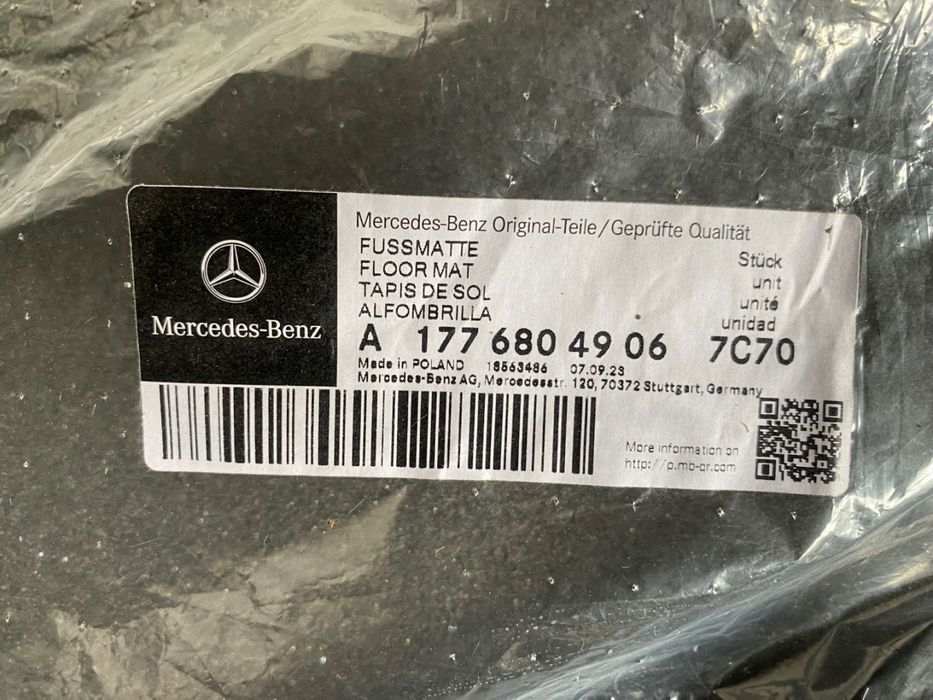 Mercedes-Benz
Mercedes-Benz Original-Teile/Geprüfte Qualität
FUSSMATTE
FLOOR MAT
TAPIS DE SOL
ALFOMBRILLA
1
Stück
unit
unité
unidad
A 177 680 49 06 7C70
Made in POLAND 18563486 07.09.23
Mercedes-Benz AG, Mercedesstr. 120, 70372 Stuttgart, Germany
More information on
http://p.mb-qr.com